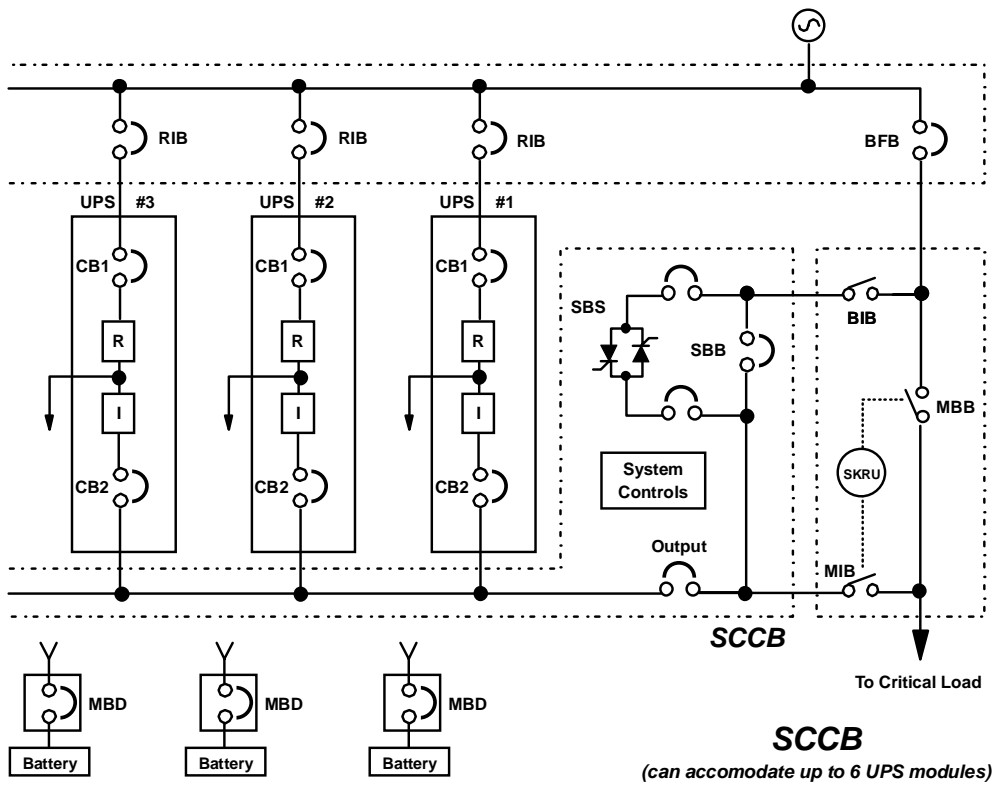 RIB
RIB
RIB
BFB
UPS #3
UPS #2
UPS #1
CB1
CB1
CB1
SBS
BIB
R
R
R
SBB
MBB
I
I
I
System
Controls
SKRU
CB2
CB2
CB2
Output
MIB
SCCB
To Critical Load
MBD
MBD
MBD
Battery
Battery
Battery
SCCB
(can accomodate up to 6 UPS modules)